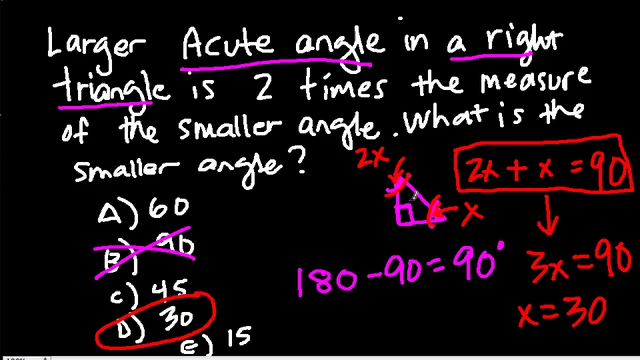 Larger Acute angle in a right
triangle is 2 times the measure
of the smaller angle. What is the
smaller angle?
A) 60
B) 90
C) 45
D) 30
E) 15
2x
x
180 - 90 = 90°
2x + x = 90
3x = 90
x = 30